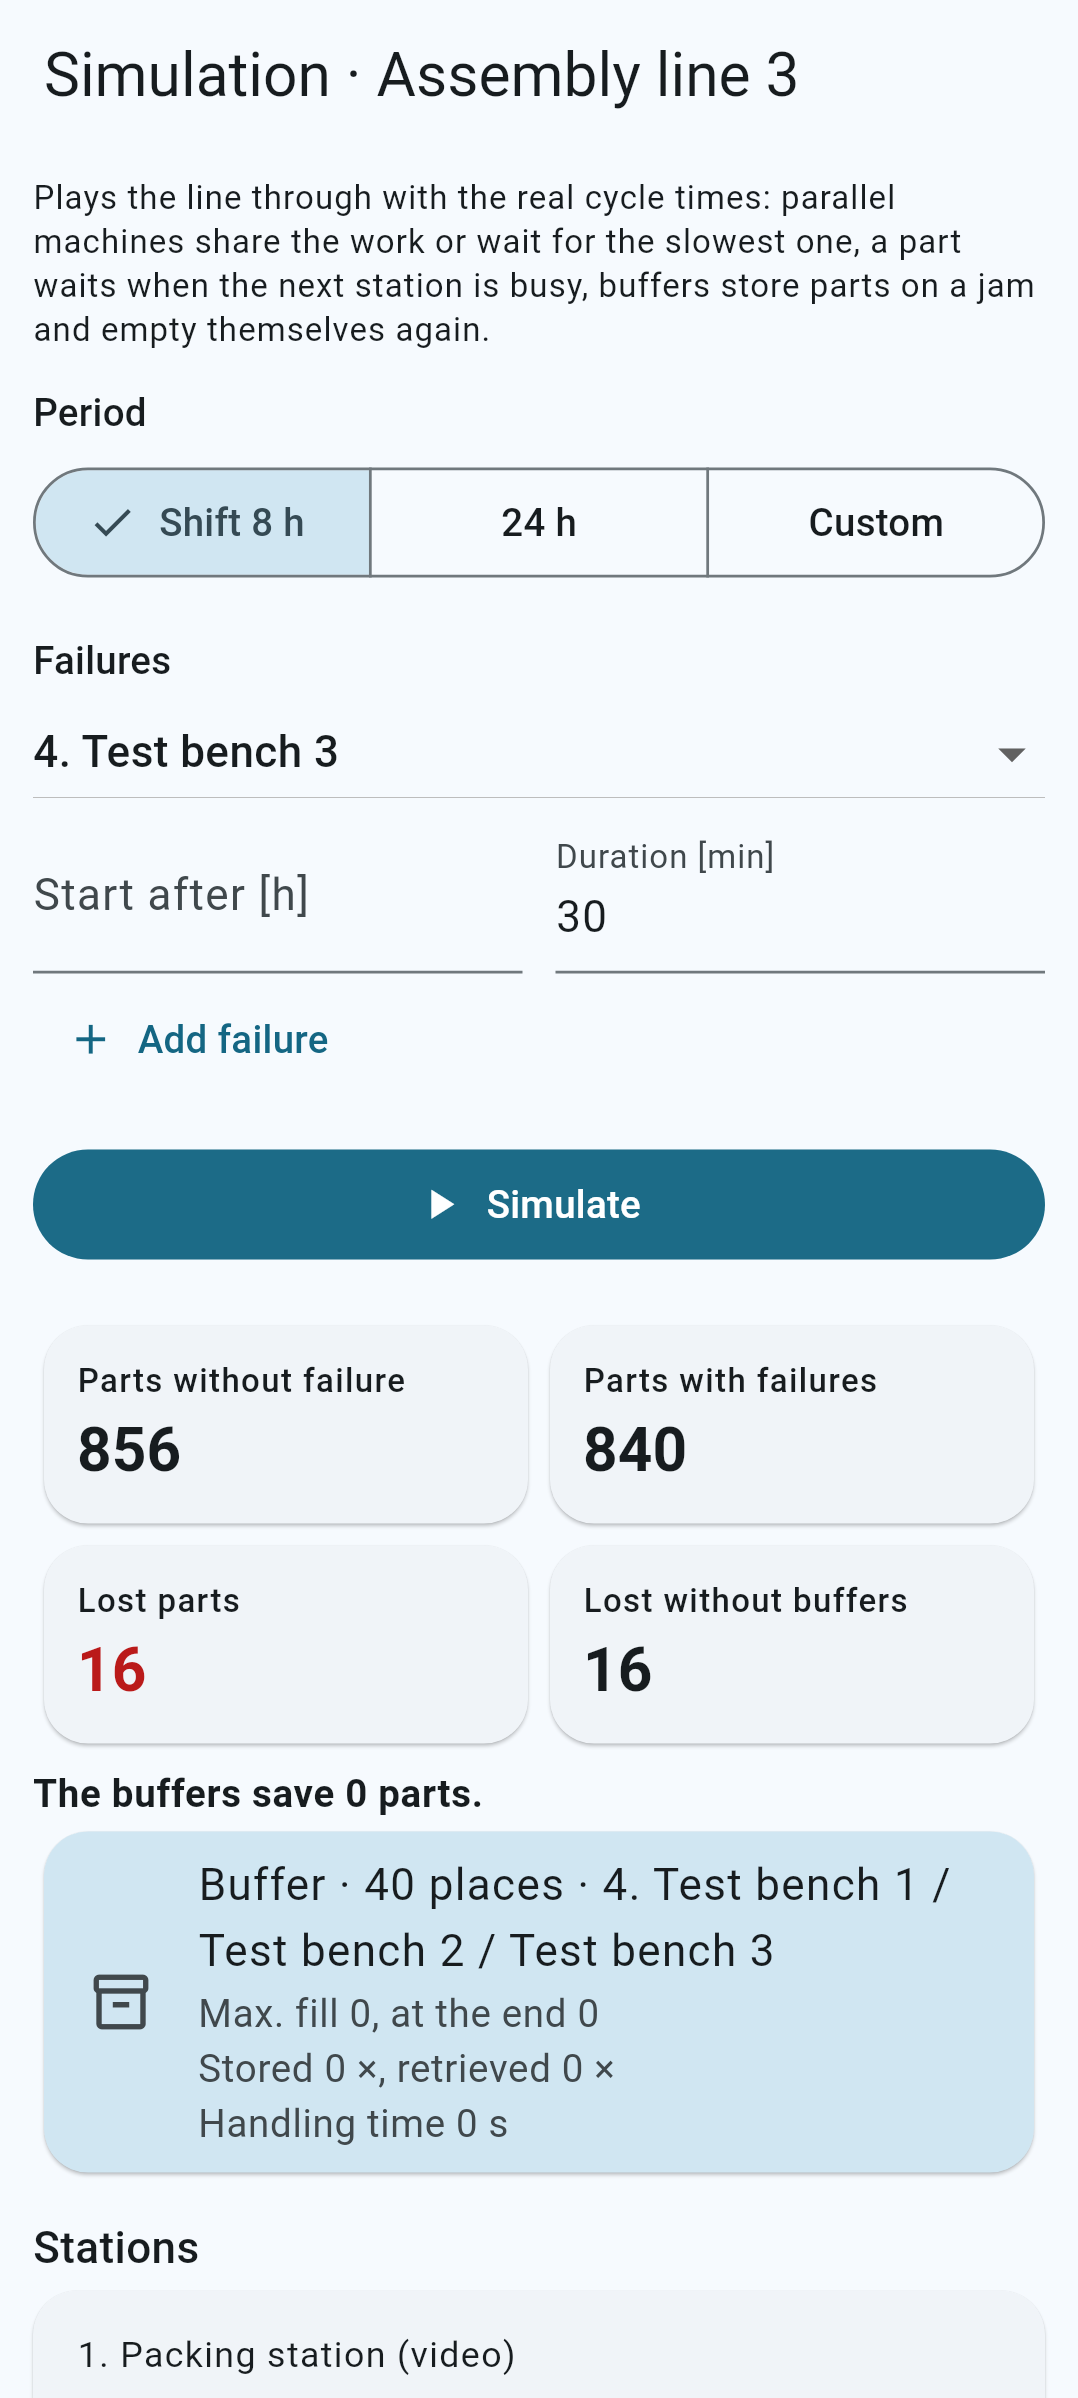 Simulation · Assembly line 3
Plays the line through with the real cycle times: parallel
machines share the work or wait for the slowest one, a part
waits when the next station is busy, buffers store parts on a jam
and empty themselves again.
Period
Shift 8 h
24 h
Custom
Failures
4. Test bench 3
Start after [h]
Duration [min]
30
Add failure
Simulate
Parts without failure
856
Parts with failures
840
Lost parts
16
Lost without buffers
16
The buffers save 0 parts.
Buffer · 40 places · 4. Test bench 1 /
Test bench 2 / Test bench 3
Max. fill 0, at the end 0
Stored 0 ×, retrieved 0 ×
Handling time 0 s
Stations
1. Packing station (video)